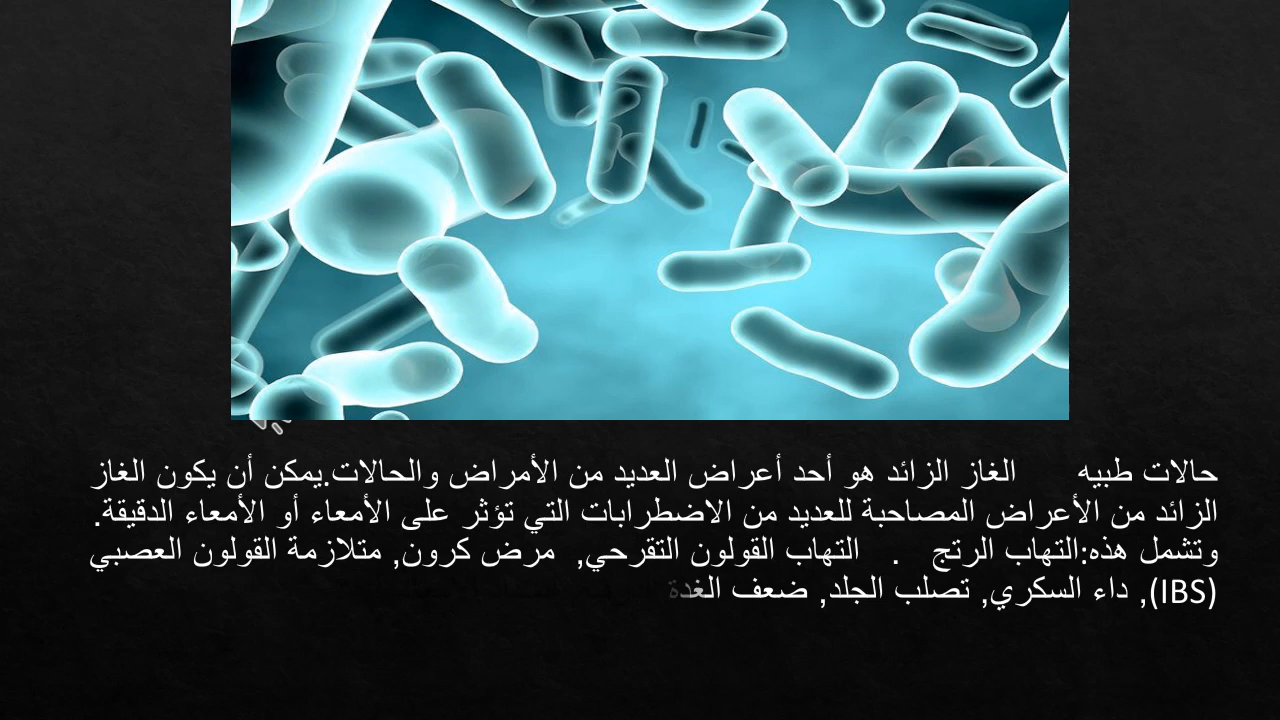 حالات طبيه الغاز الزائد هو أحد أعراض العديد من الأمراض والحالات.يمكن أن يكون الغاز
الزائد من الأعراض المصاحبة للعديد من الاضطرابات التي تؤثر على الأمعاء أو الأمعاء الدقيقة.
وتشمل هذه:التهاب الرتج . التهاب القولون التقرحي, مرض كرون, متلازمة القولون العصبي
(IBS), داء السكري, تصلب الجلد, ضعف الغدة